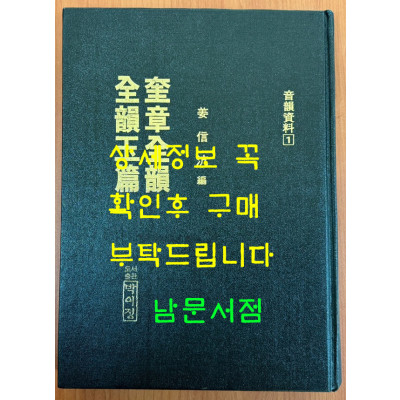 音韻資料 1
姜信沆 編
奎章全韻
全韻玉篇
도서
출판
박이정
상세정보 꼭
확인후 구매
부탁드립니다
남문서점